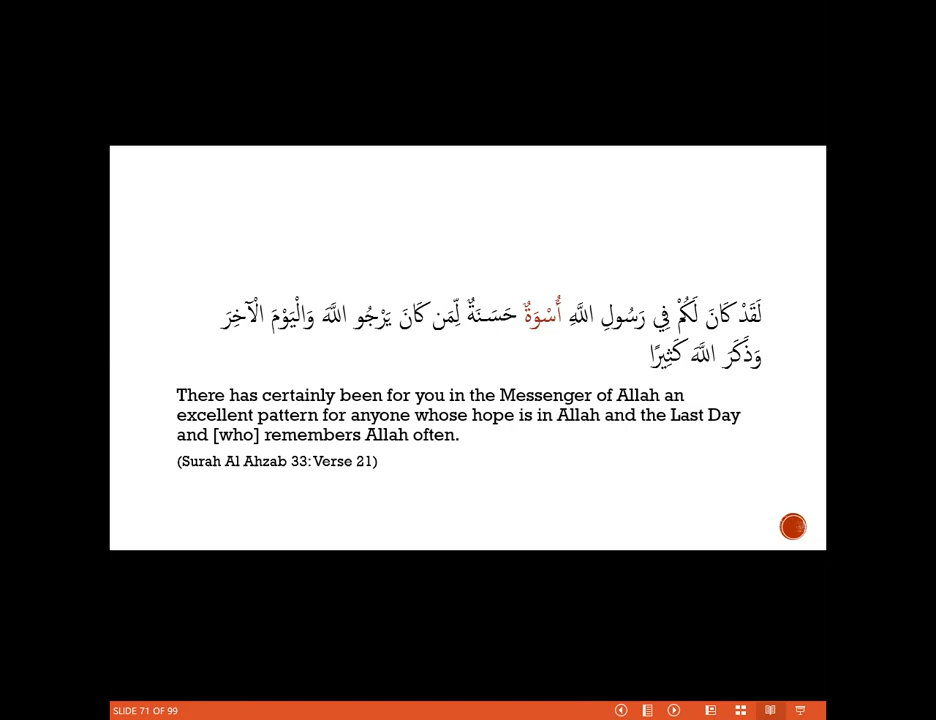 لَقَدْ كَانَ لَكُمْ فِي رَسُولِ اللَّهِ أُسْوَةٌ حَسَنَةٌ لِّمَن كَانَ يَرْجُو اللَّهَ وَالْيَوْمَ الْآخِرَ
وَذَكَرَ اللَّهَ كَثِيرًا
There has certainly been for you in the Messenger of Allah an
excellent pattern for anyone whose hope is in Allah and the Last Day
and [who] remembers Allah often.
(Surah Al Ahzab 33: Verse 21)
SLIDE 71 OF 99